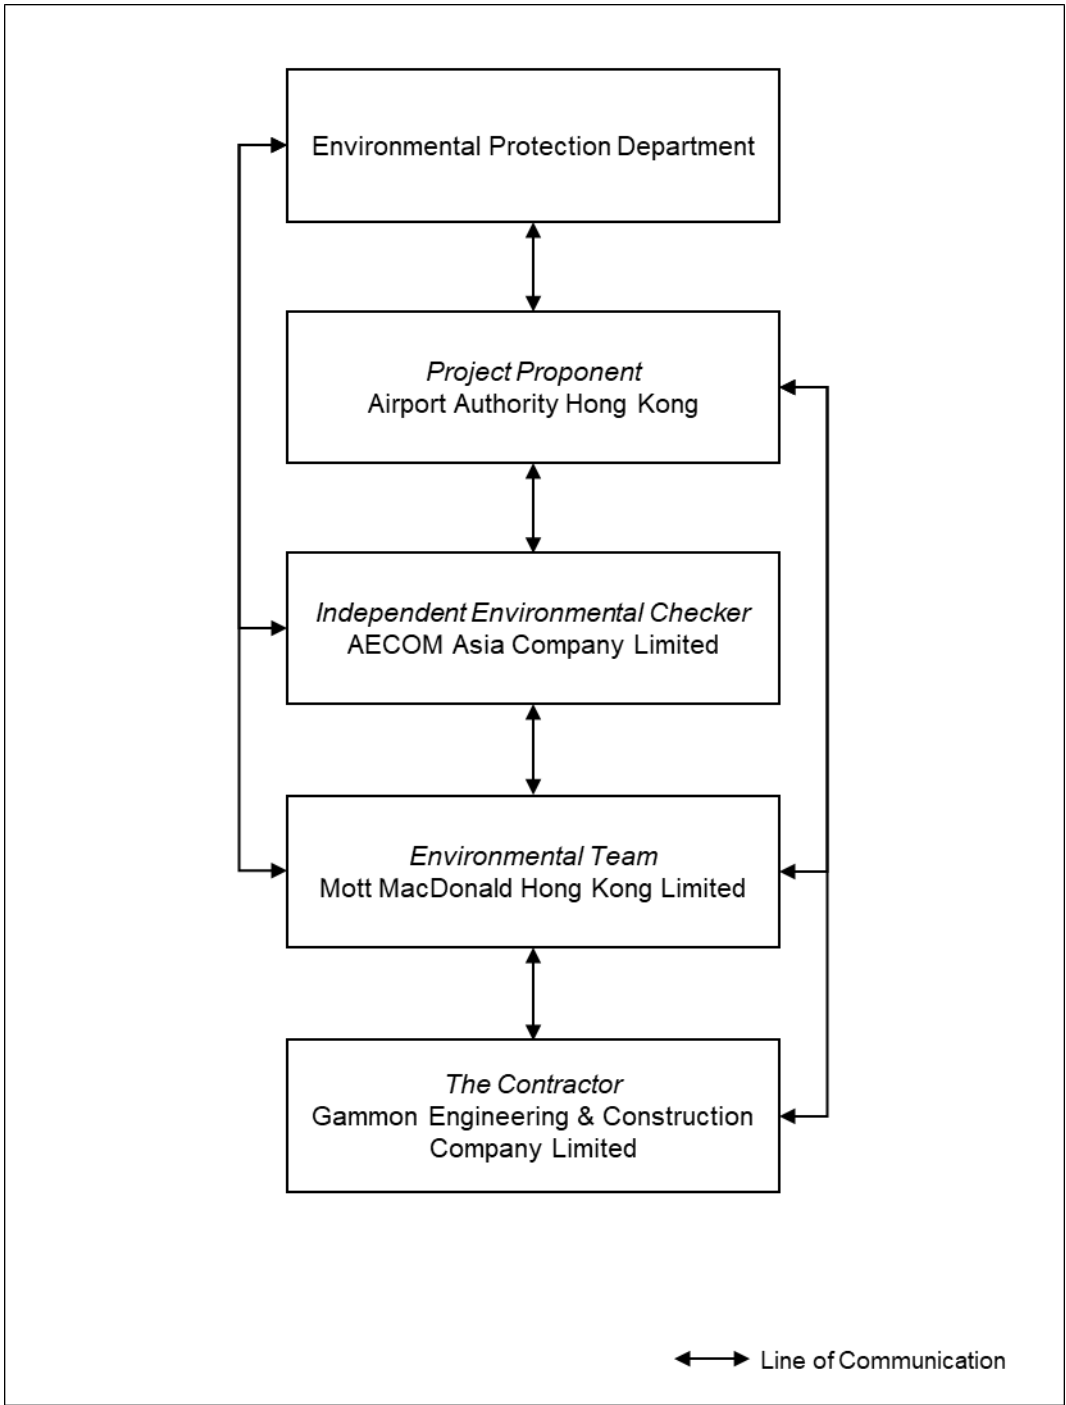 Environmental Protection Department
Project Proponent
Airport Authority Hong Kong
Independent Environmental Checker
AECOM Asia Company Limited
Environmental Team
Mott MacDonald Hong Kong Limited
The Contractor
Gammon Engineering & Construction
Company Limited
Line of Communication